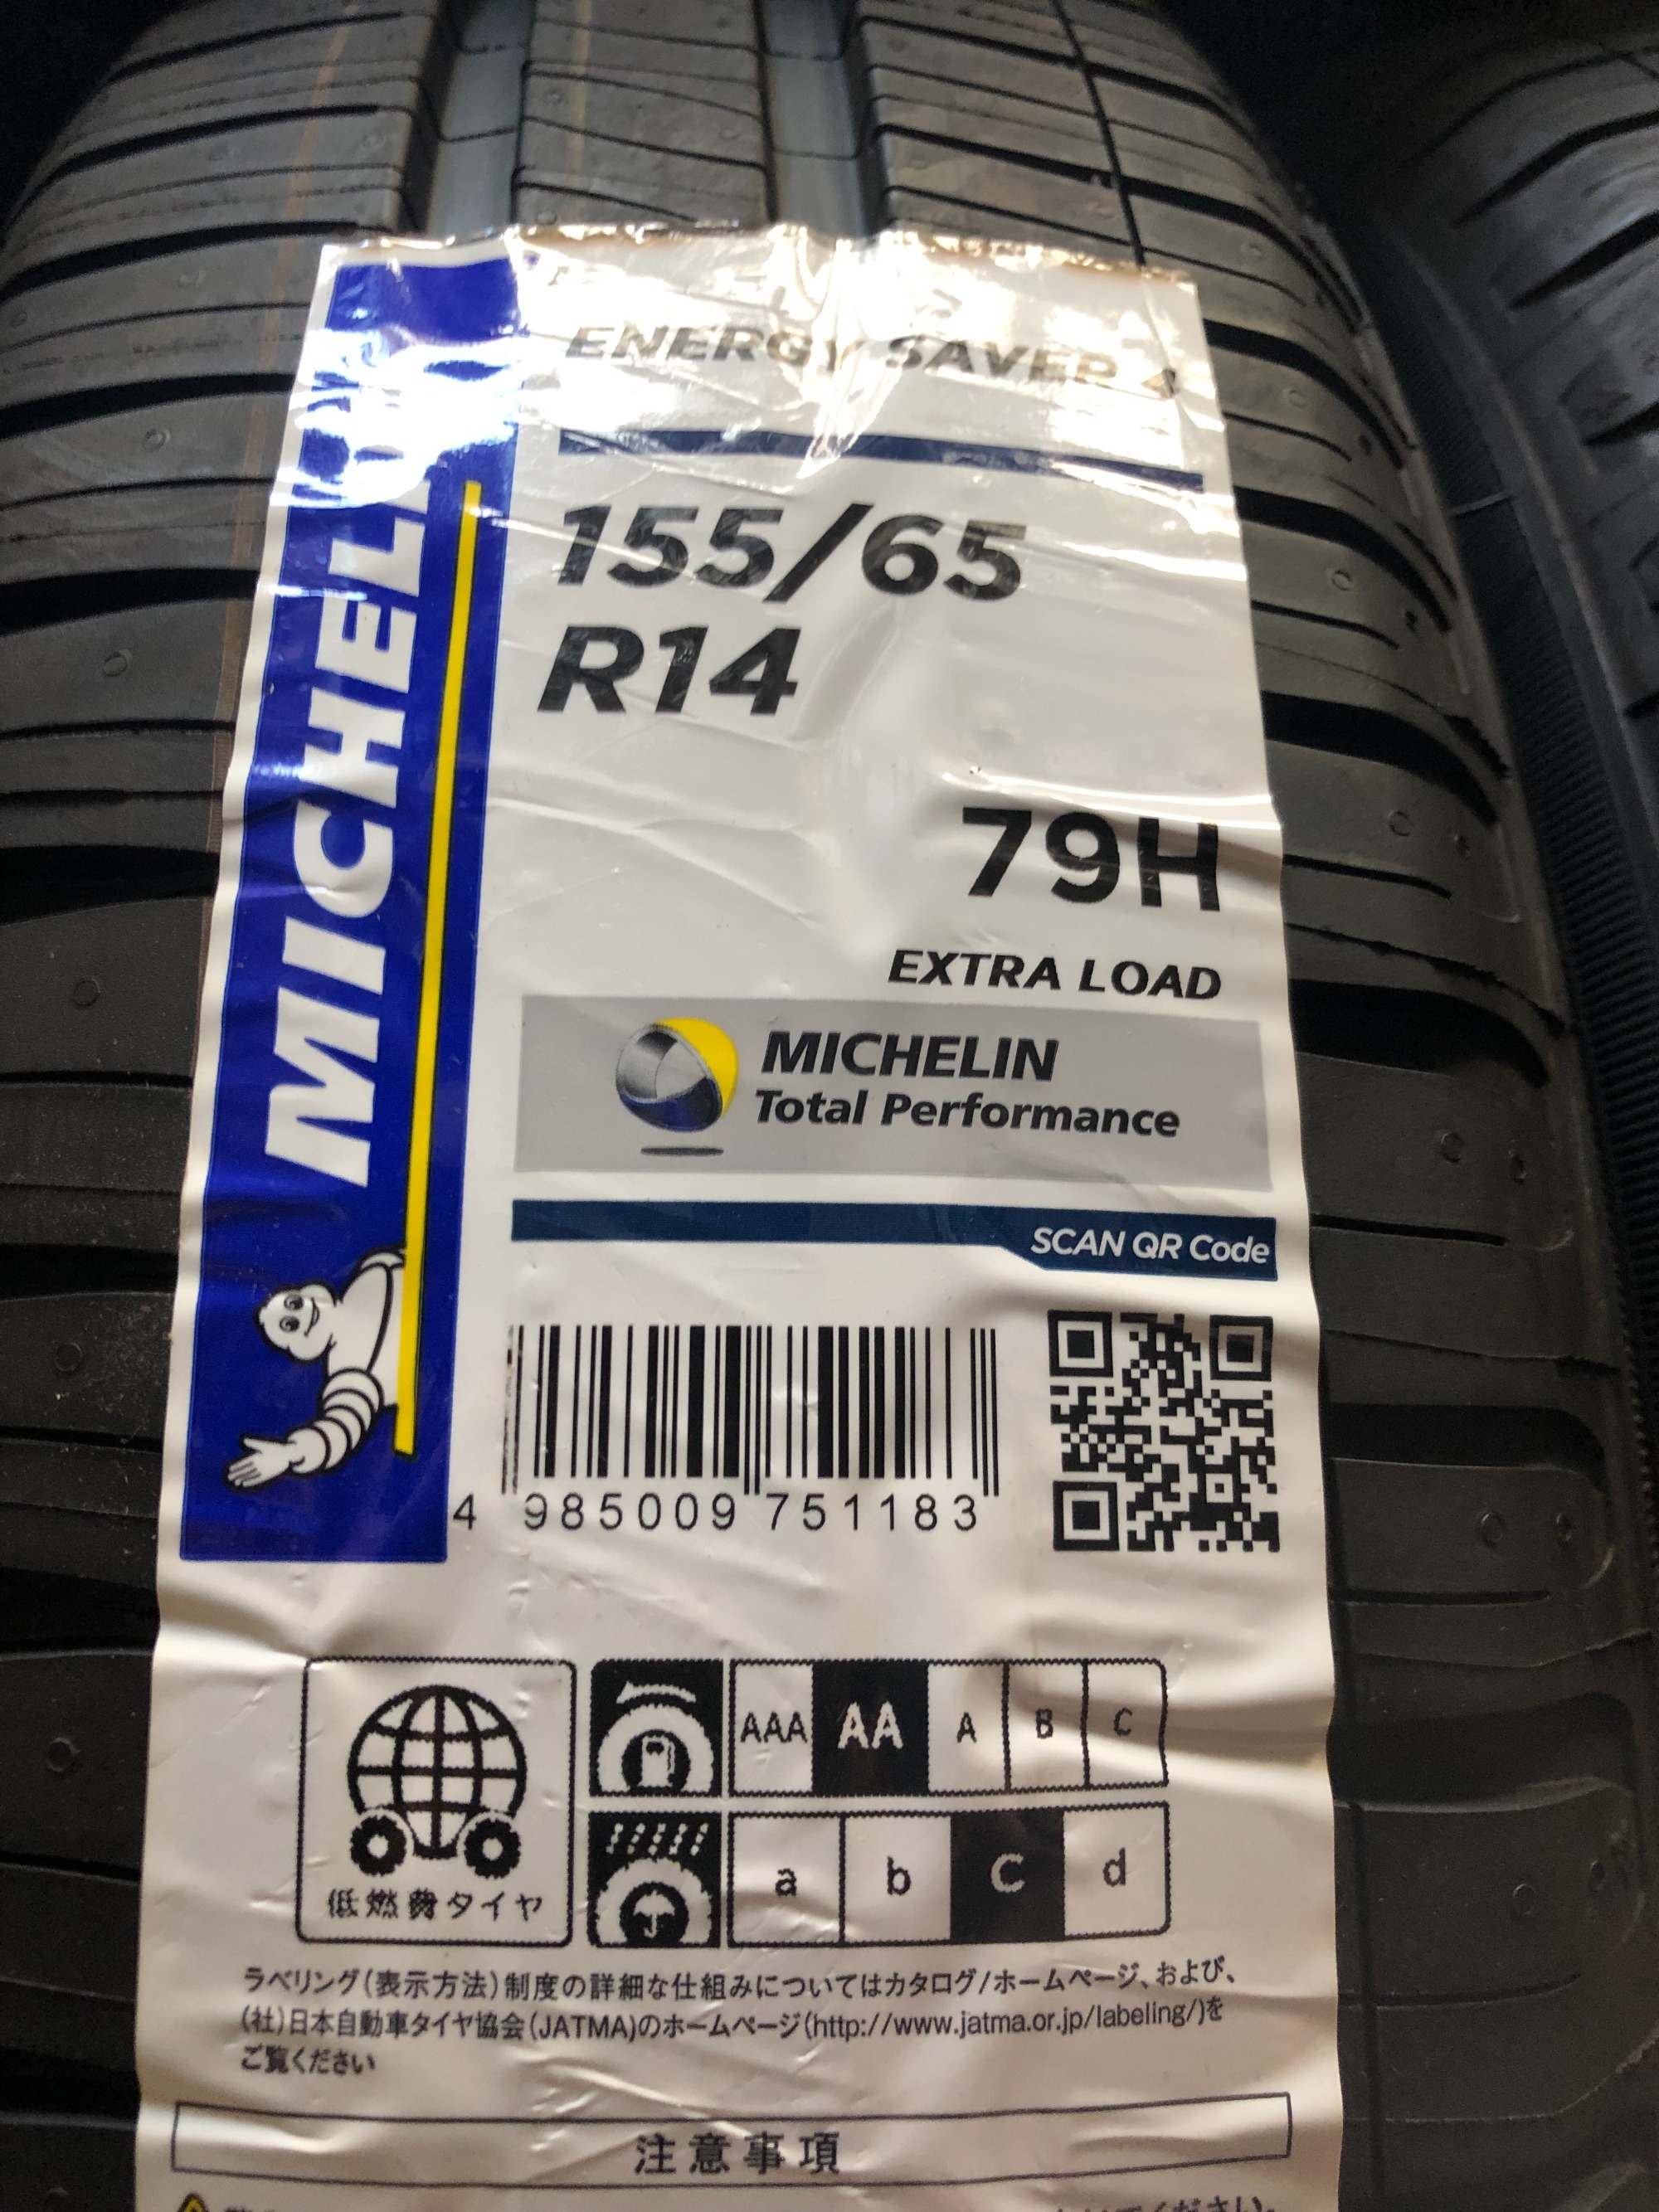 MICHELIN
ENERGY SAVER 4
155/65
R14
79H
EXTRA LOAD
MICHELIN
Total Performance
SCAN QR Code
4 985009 751183
低燃費タイヤ
AAA AA A B C
a b c d
ラベリング(表示方法)制度の詳細な仕組みについてはカタログ/ホームページ、および、
(社)日本自動車タイヤ協会(JATMA)のホームページ(http://www.jatma.or.jp/labeling/)を
ご覧ください
注意事項